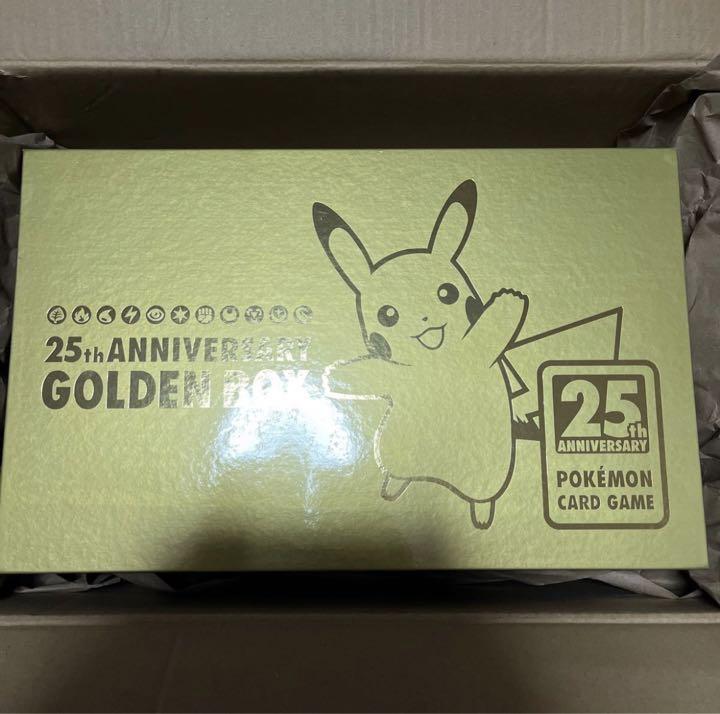 25th ANNIVERSARY
GOLDEN BOX
25th
ANNIVERSARY
POKÉMON
CARD GAME